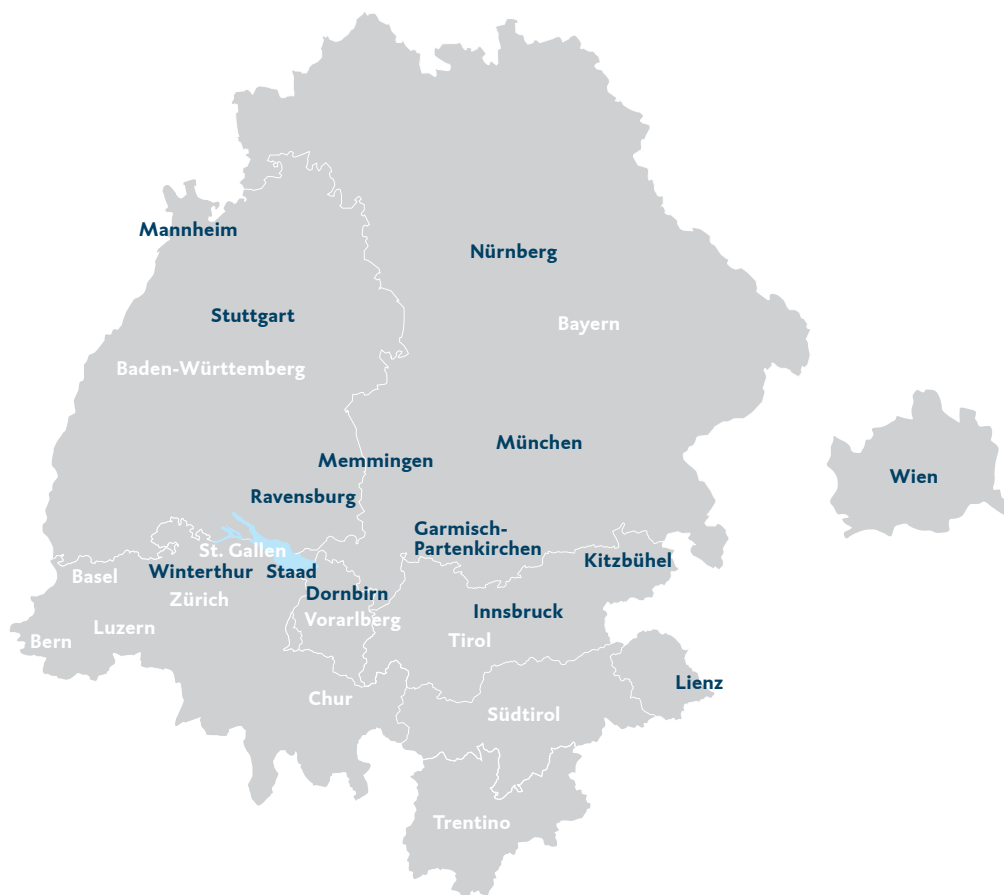 Mannheim
Nürnberg
Stuttgart
Bayern
Baden-Württemberg
München
Memmingen
Wien
Ravensburg
Garmisch-
Partenkirchen
St. Gallen
Kitzbühel
Basel
Winterthur
Staad
Dornbirn
Zürich
Innsbruck
Vorarlberg
Luzern
Bern
Tirol
Lienz
Chur
Südtirol
Trentino